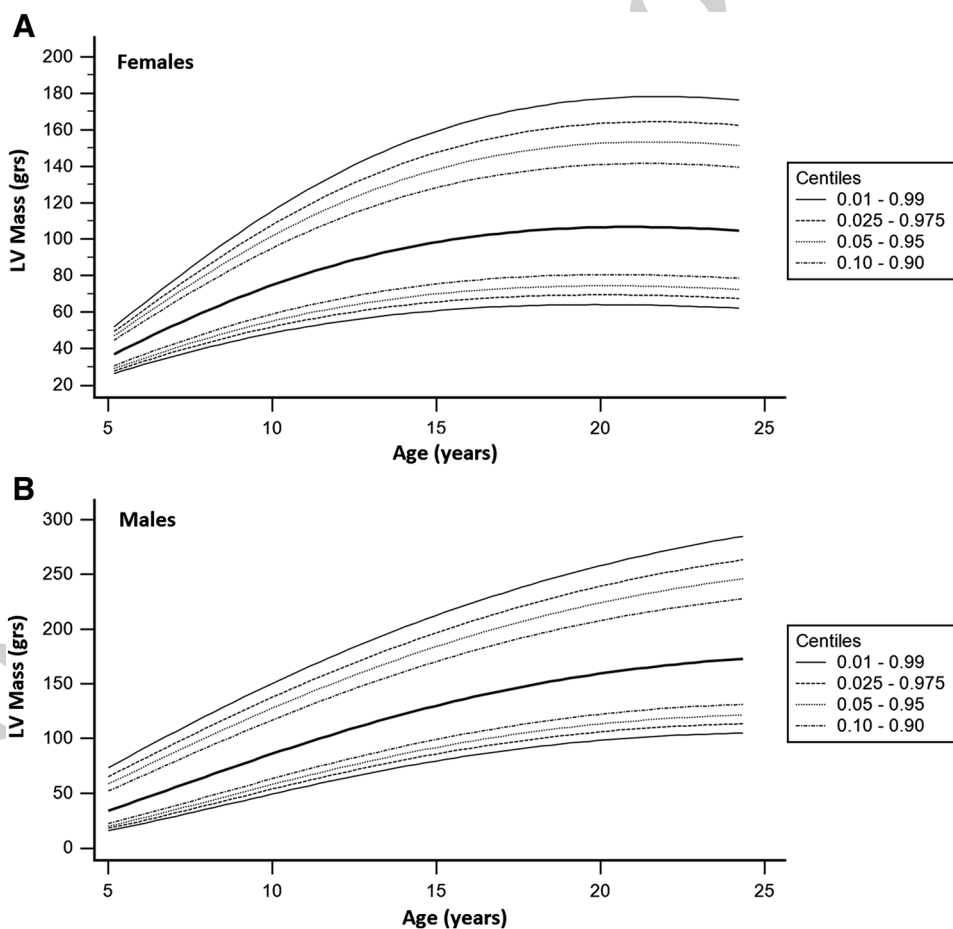 A
Females
200
180
160
140
120
100
80
60
40
20
LV Mass (grs)
5 10 15 20 25
Age (years)
Centiles
0.01 - 0.99
0.025 - 0.975
0.05 - 0.95
0.10 - 0.90
B
Males
300
250
200
150
100
50
0
LV Mass (grs)
5 10 15 20 25
Age (years)
Centiles
0.01 - 0.99
0.025 - 0.975
0.05 - 0.95
0.10 - 0.90